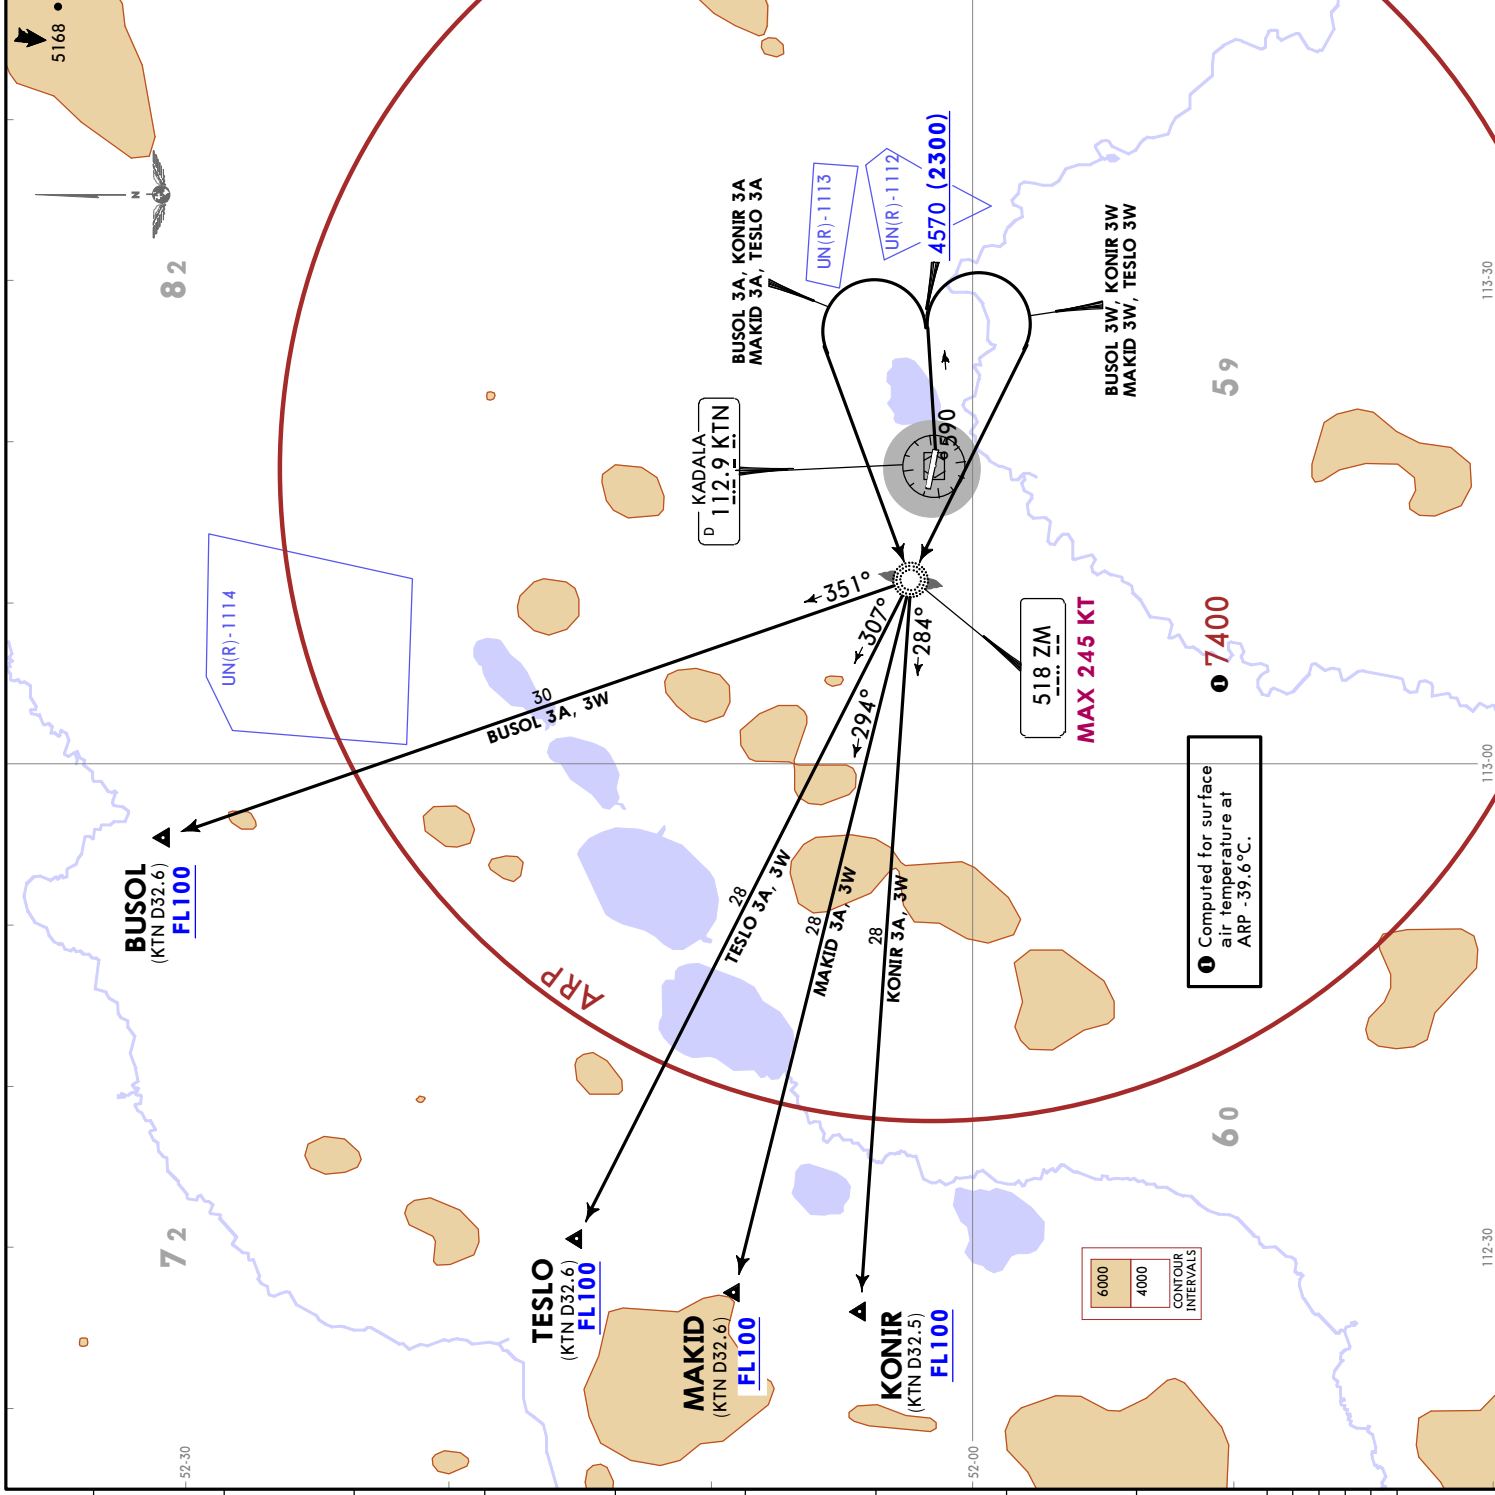 5168
N
82
BUSOL 3A, KONIR 3A
MAKID 3A, TESLO 3A
UN(R)-1113
UN(R)-1112
4570 (2300)
BUSOL 3W, KONIR 3W
MAKID 3W, TESLO 3W
113-30
59
D KADALA
112.9 KTN
590
UN(R)-1114
351°
307°
284°
294°
518 ZM
MAX 245 KT
1 7400
30
BUSOL 3A, 3W
113-00
1 Computed for surface
air temperature at
ARP -39.6°C.
BUSOL
(KTN D32.6)
FL100
28
TESLO 3A, 3W
28
MAKID 3A, 3W
28
KONIR 3A, 3W
ARP
60
72
TESLO
(KTN D32.6)
FL100
MAKID
(KTN D32.6)
FL100
KONIR
(KTN D32.5)
FL100
6000
4000
CONTOUR
INTERVALS
112-30
52-30
52-00